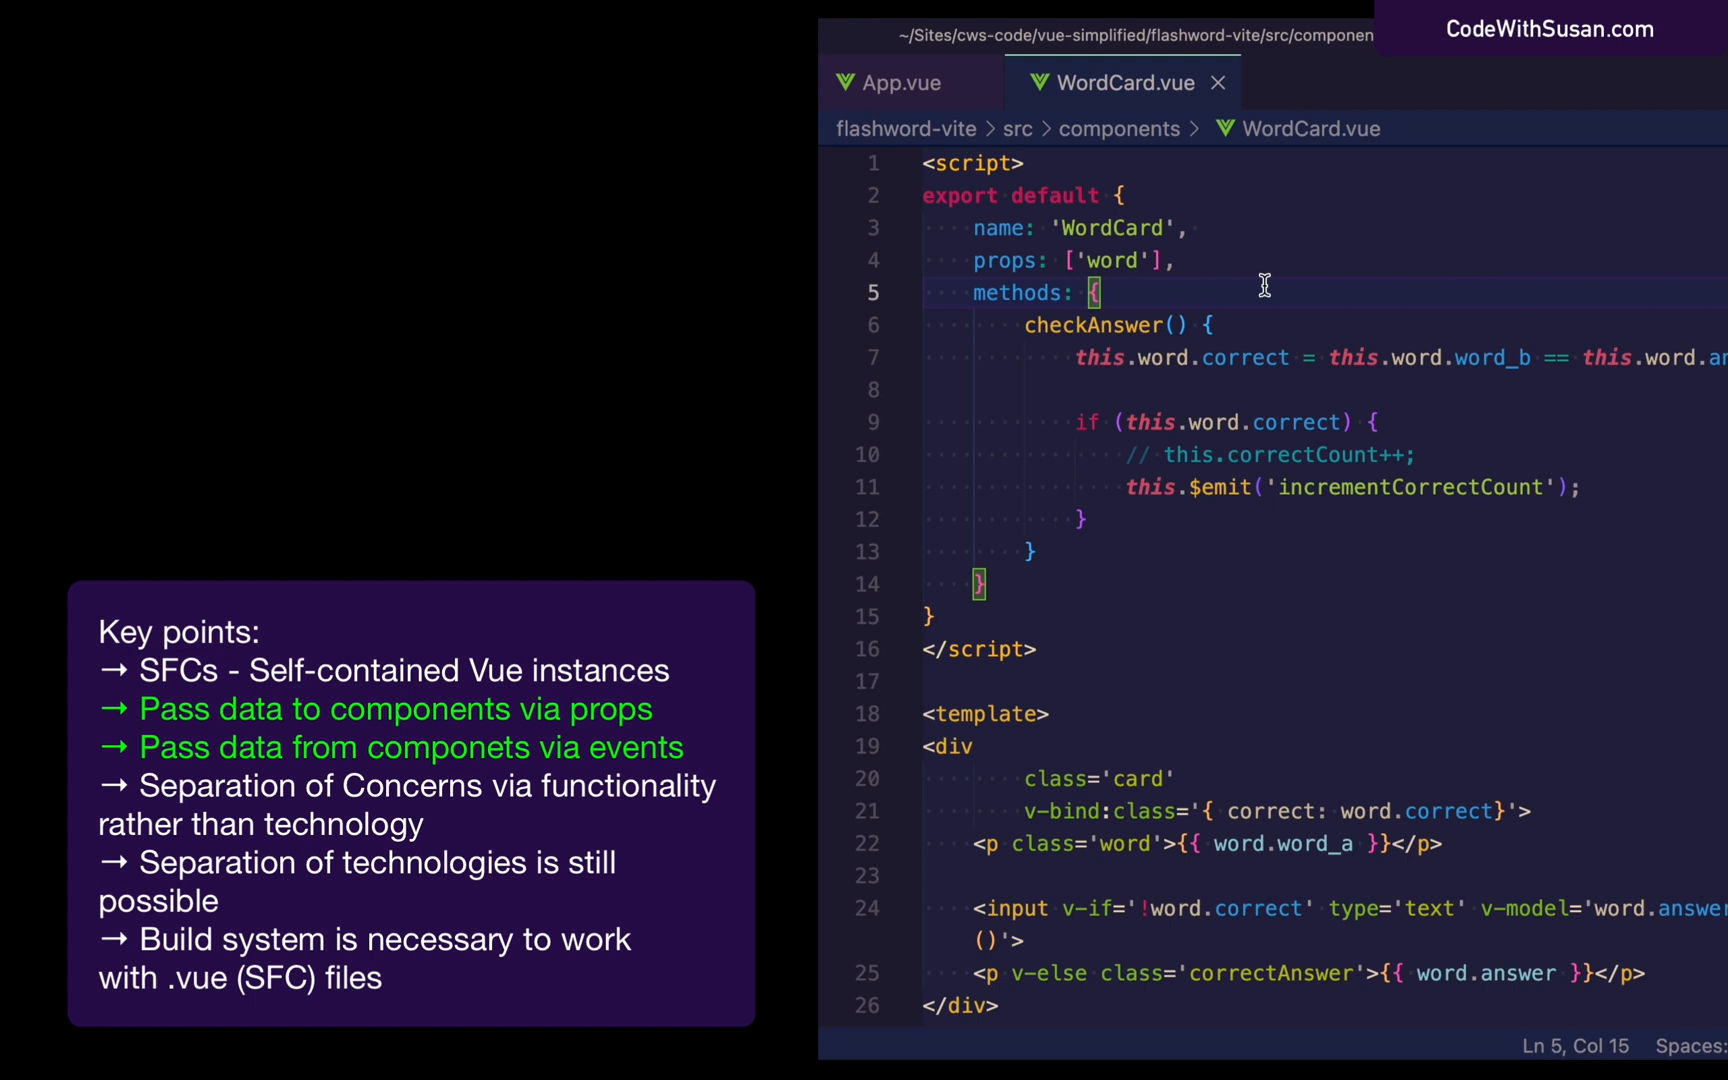 CodeWithSusan.com
~/Sites/cws-code/vue-simplified/flashword-vite/src/componen
App.vue
WordCard.vue
flashword-vite > src > components > WordCard.vue
1 <script>
2 export default {
3 name: 'WordCard',
4 props: ['word'],
5 methods: {
6 checkAnswer() {
7 this.word.correct = this.word.word_b == this.word.an
8
9 if (this.word.correct) {
10 // this.correctCount++;
11 this.$emit('incrementCorrectCount');
12 }
13 }
14 }
15 }
16 </script>
17
18 <template>
19 <div
20 class='card'
21 v-bind:class='{ correct: word.correct}'>
22 <p class='word'>{{ word.word_a }}</p>
23
24 <input v-if='!word.correct' type='text' v-model='word.answer
()'>
25 <p v-else class='correctAnswer'>{{ word.answer }}</p>
26 </div>
Ln 5, Col 15 Spaces:
Key points:
→ SFCs - Self-contained Vue instances
→ Pass data to components via props
→ Pass data from componets via events
→ Separation of Concerns via functionality
rather than technology
→ Separation of technologies is still
possible
→ Build system is necessary to work
with .vue (SFC) files